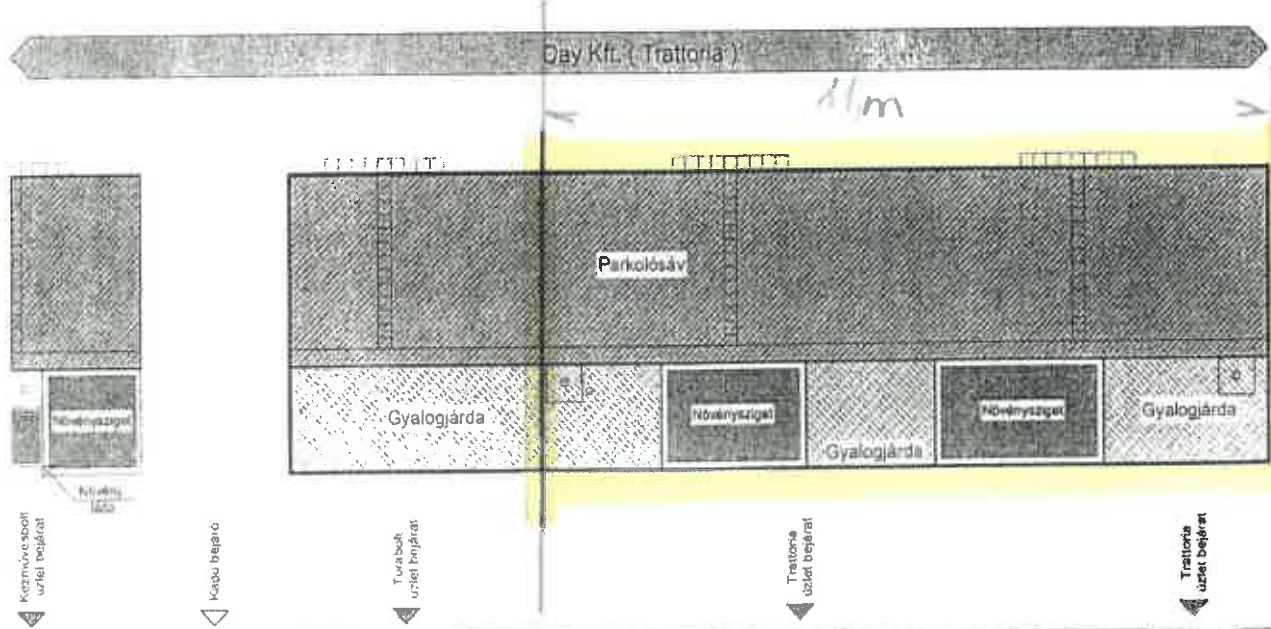 Day Kft. ( Trattoria )
11m
Parkolósáv
Gyalogjárda
Növénysziget
Növénysziget
Gyalogjárda
Növénysziget
Gyalogjárda
Növény
Kézművesbolt
üzlet bejárat
Kapu bejáró
Turabolt
üzlet bejárat
Trattoria
üzlet bejárat
Trattoria
üzlet bejárat